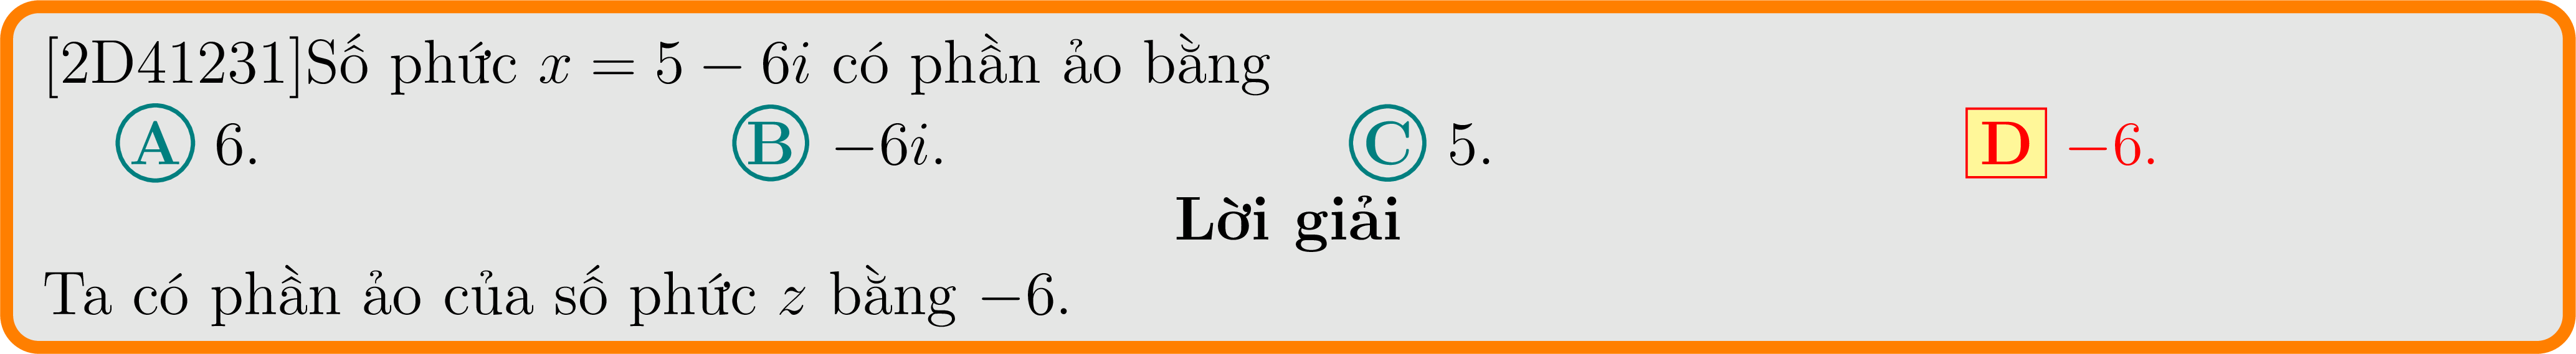 [2D41231]Số phức x = 5 − 6i có phần ảo bằng
A 6. B −6i. C 5. D −6.
Lời giải
Ta có phần ảo của số phức z bằng −6.